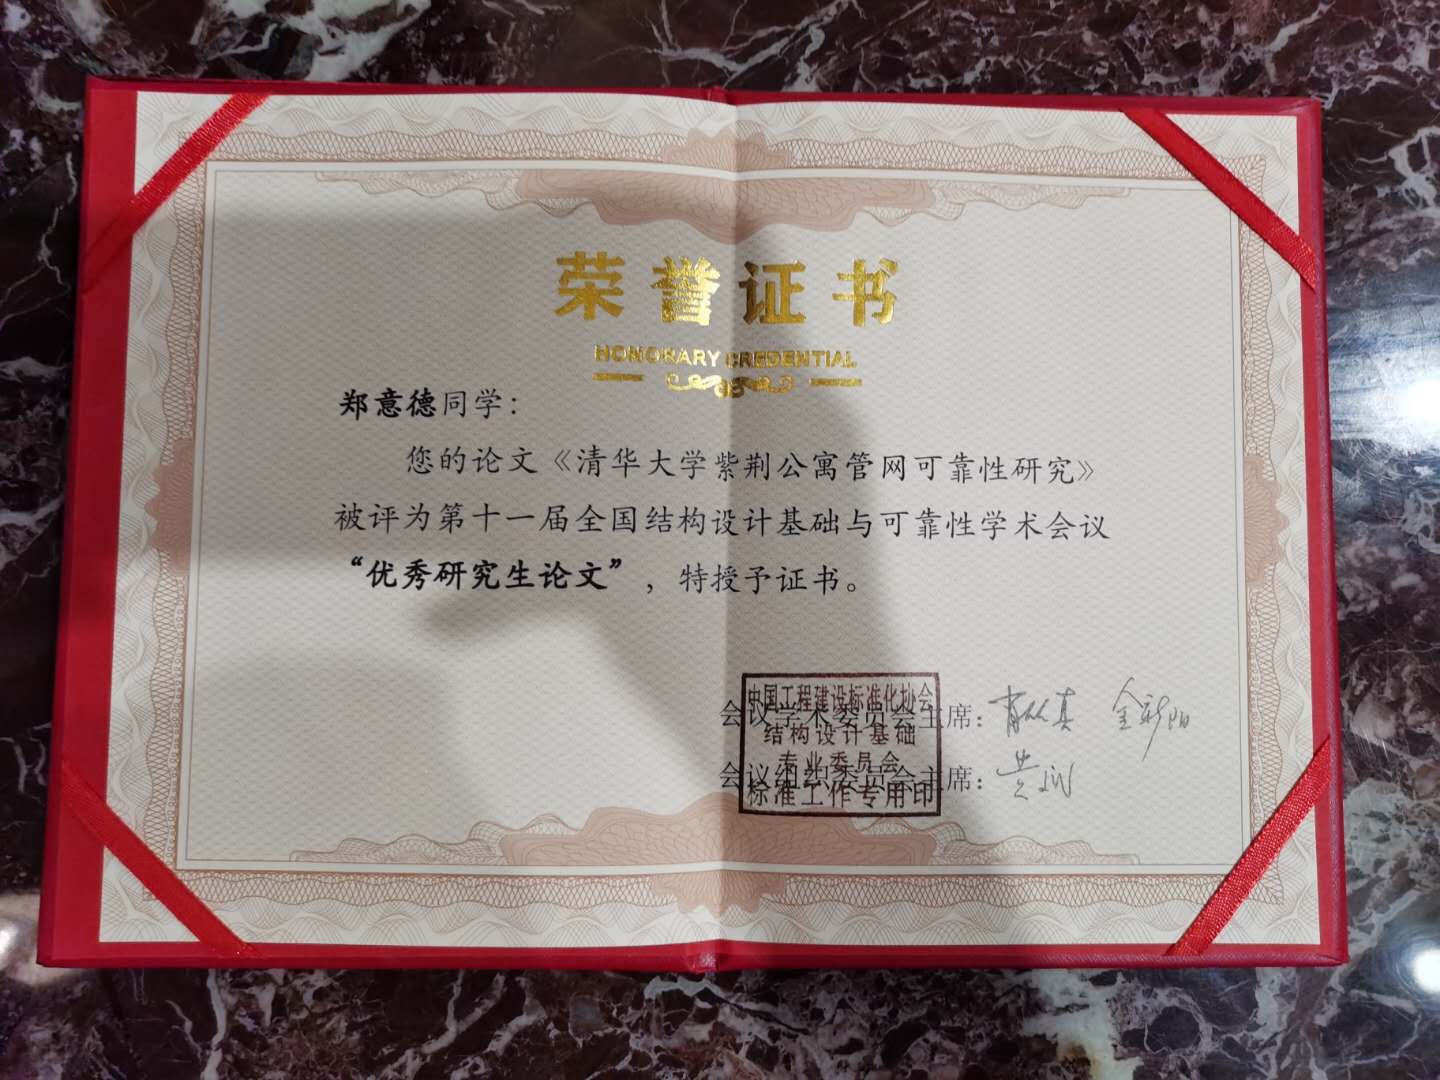 荣誉证书
HONORARY CREDENTIAL
郑意德同学：
您的论文《清华大学紫荆公寓管网可靠性研究》
被评为第十一届全国结构设计基础与可靠性学术会议
“优秀研究生论文”，特授予证书。
中国工程建设标准化协会
会议学术委员会主席：
结构设计基础
专业委员会
会议组织委员会主席：
标准工作专用印